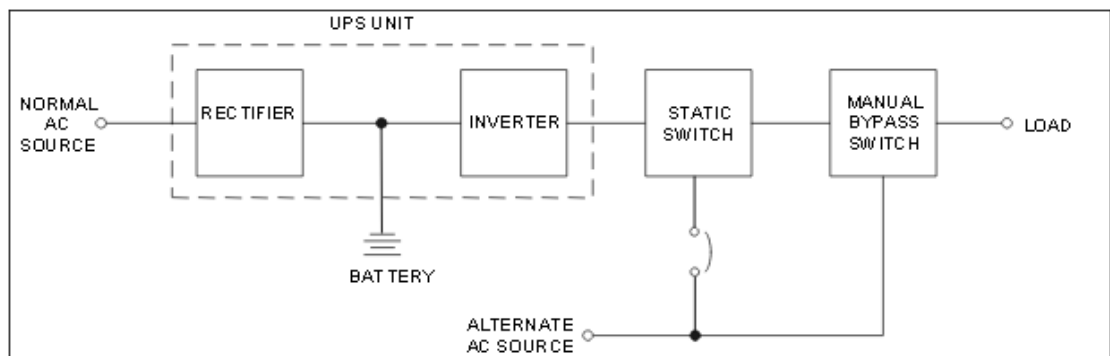 UPS UNIT
NORMAL
AC
SOURCE
RECTIFIER
INVERTER
STATIC
SWITCH
MANUAL
BYPASS
SWITCH
LOAD
BATTERY
ALTERNATE
AC SOURCE